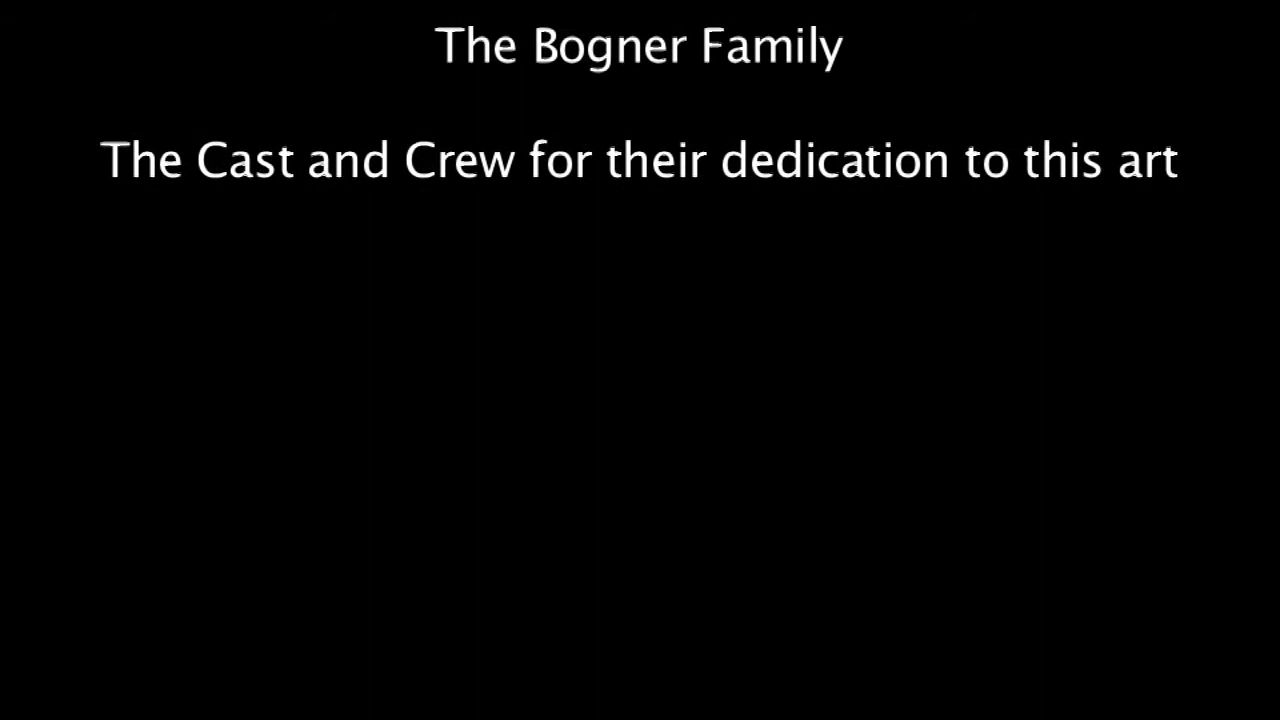 The Bogner Family
The Cast and Crew for their dedication to this art